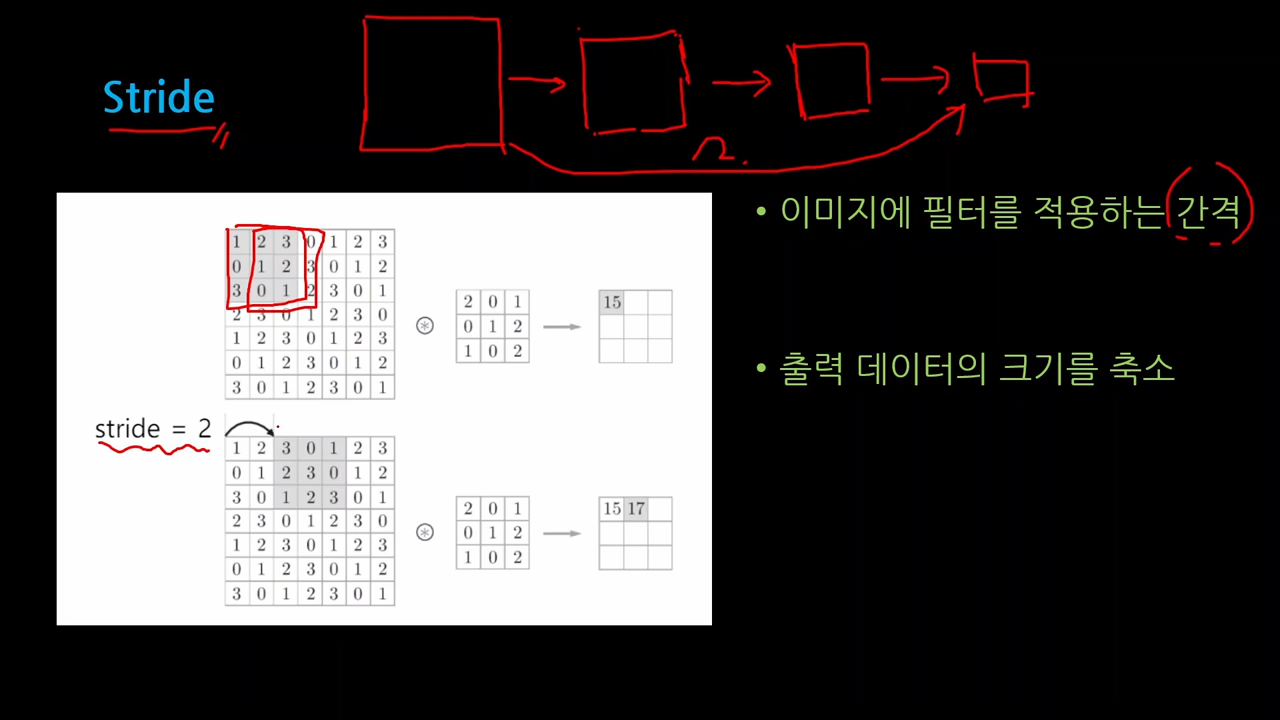 Stride
• 이미지에 필터를 적용하는 간격
• 출력 데이터의 크기를 축소
1 2 3 0 1 2 3
0 1 2 3 0 1 2
3 0 1 2 3 0 1
2 3 0 1 2 3 0
1 2 3 0 1 2 3
0 1 2 3 0 1 2
3 0 1 2 3 0 1
2 0 1
0 1 2
1 0 2
15
stride = 2
1 2 3 0 1 2 3
0 1 2 3 0 1 2
3 0 1 2 3 0 1
2 3 0 1 2 3 0
1 2 3 0 1 2 3
0 1 2 3 0 1 2
3 0 1 2 3 0 1
2 0 1
0 1 2
1 0 2
15 17